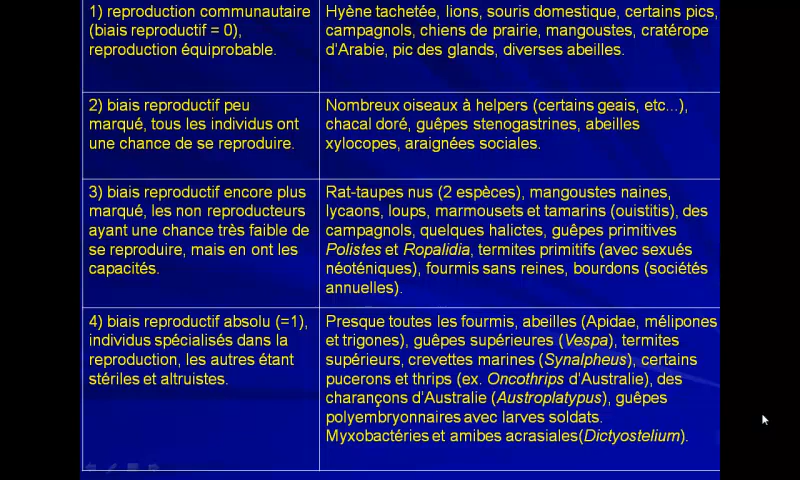 1) reproduction communautaire
(biais reproductif = 0),
reproduction équiprobable.
Hyène tachetée, lions, souris domestique, certains pics,
campagnols, chiens de prairie, mangoustes, cratérope
d'Arabie, pic des glands, diverses abeilles.
2) biais reproductif peu
marqué, tous les individus ont
une chance de se reproduire.
Nombreux oiseaux à helpers (certains geais, etc...),
chacal doré, guêpes stenogastrines, abeilles
xylocopes, araignées sociales.
3) biais reproductif encore plus
marqué, les non reproducteurs
ayant une chance très faible de
se reproduire, mais en ont les
capacités.
Rat-taupes nus (2 espèces), mangoustes naines,
lycaons, loups, marmousets et tamarins (ouistitis), des
campagnols, quelques halictes, guêpes primitives
Polistes et Ropalidia, termites primitifs (avec sexués
néoténiques), fourmis sans reines, bourdons (sociétés
annuelles).
4) biais reproductif absolu (=1),
individus spécialisés dans la
reproduction, les autres étant
stériles et altruistes.
Presque toutes les fourmis, abeilles (Apidae, mélipones
et trigones), guêpes supérieures (Vespa), termites
supérieurs, crevettes marines (Synalpheus), certains
pucerons et thrips (ex. Oncothrips d'Australie), des
charançons d'Australie (Austroplatypus), guêpes
polyembryonnaires avec larves soldats.
Myxobactéries et amibes acrasiales(Dictyostelium).